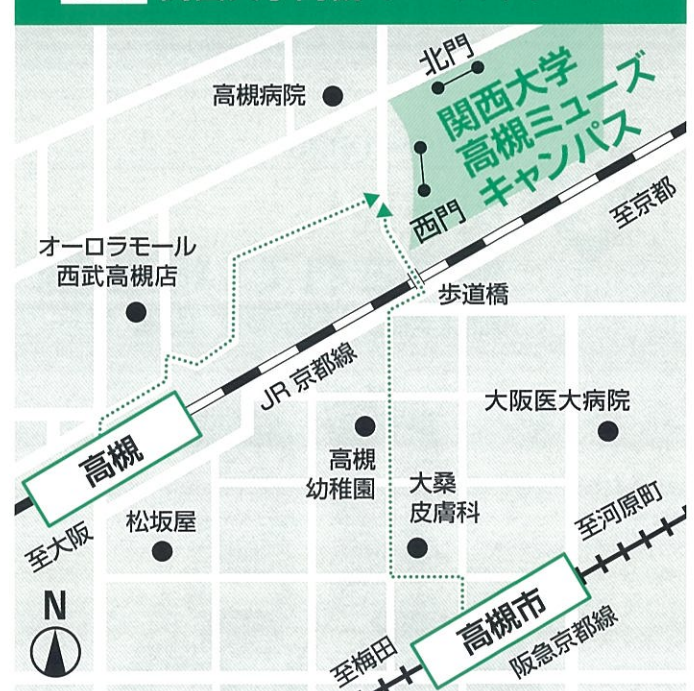 北門
高槻病院
関西大学
高槻ミューズ
キャンパス
西門
至京都
オーロラモール
西武高槻店
歩道橋
JR京都線
大阪医大病院
高槻
高槻
幼稚園
大桑
皮膚科
松坂屋
至大阪
至河原町
N
高槻市
阪急京都線
至梅田